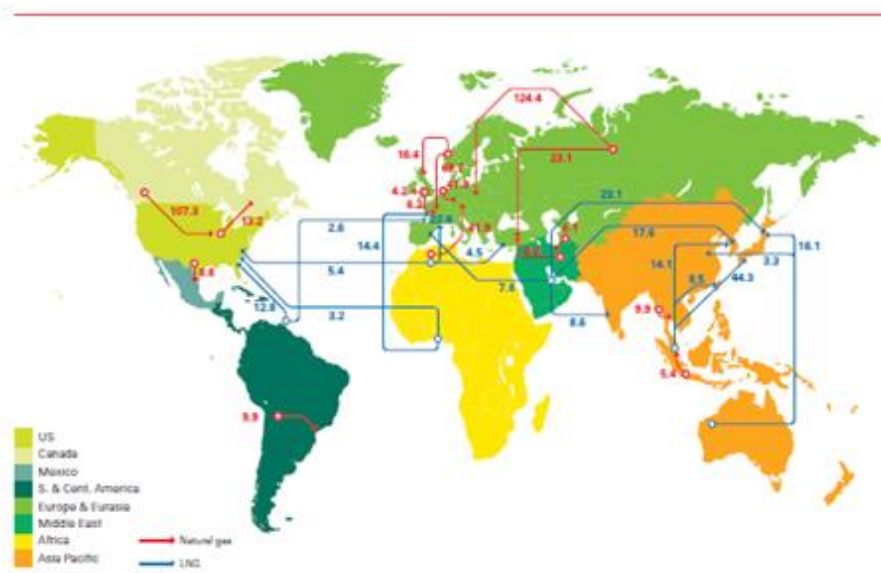 124.4
16.4
23.1
4.2
6.2
23.1
107.3
13.2
2.6
17.9
16.1
14.4
4.5
14.1
3.3
5.4
9.5
44.3
7.6
12.8
3.2
8.6
9.9
5.4
9.9
US
Canada
Mexico
S. & Cent. America
Europe & Eurasia
Middle East
Africa
Asia Pacific
Natural gas
LNG